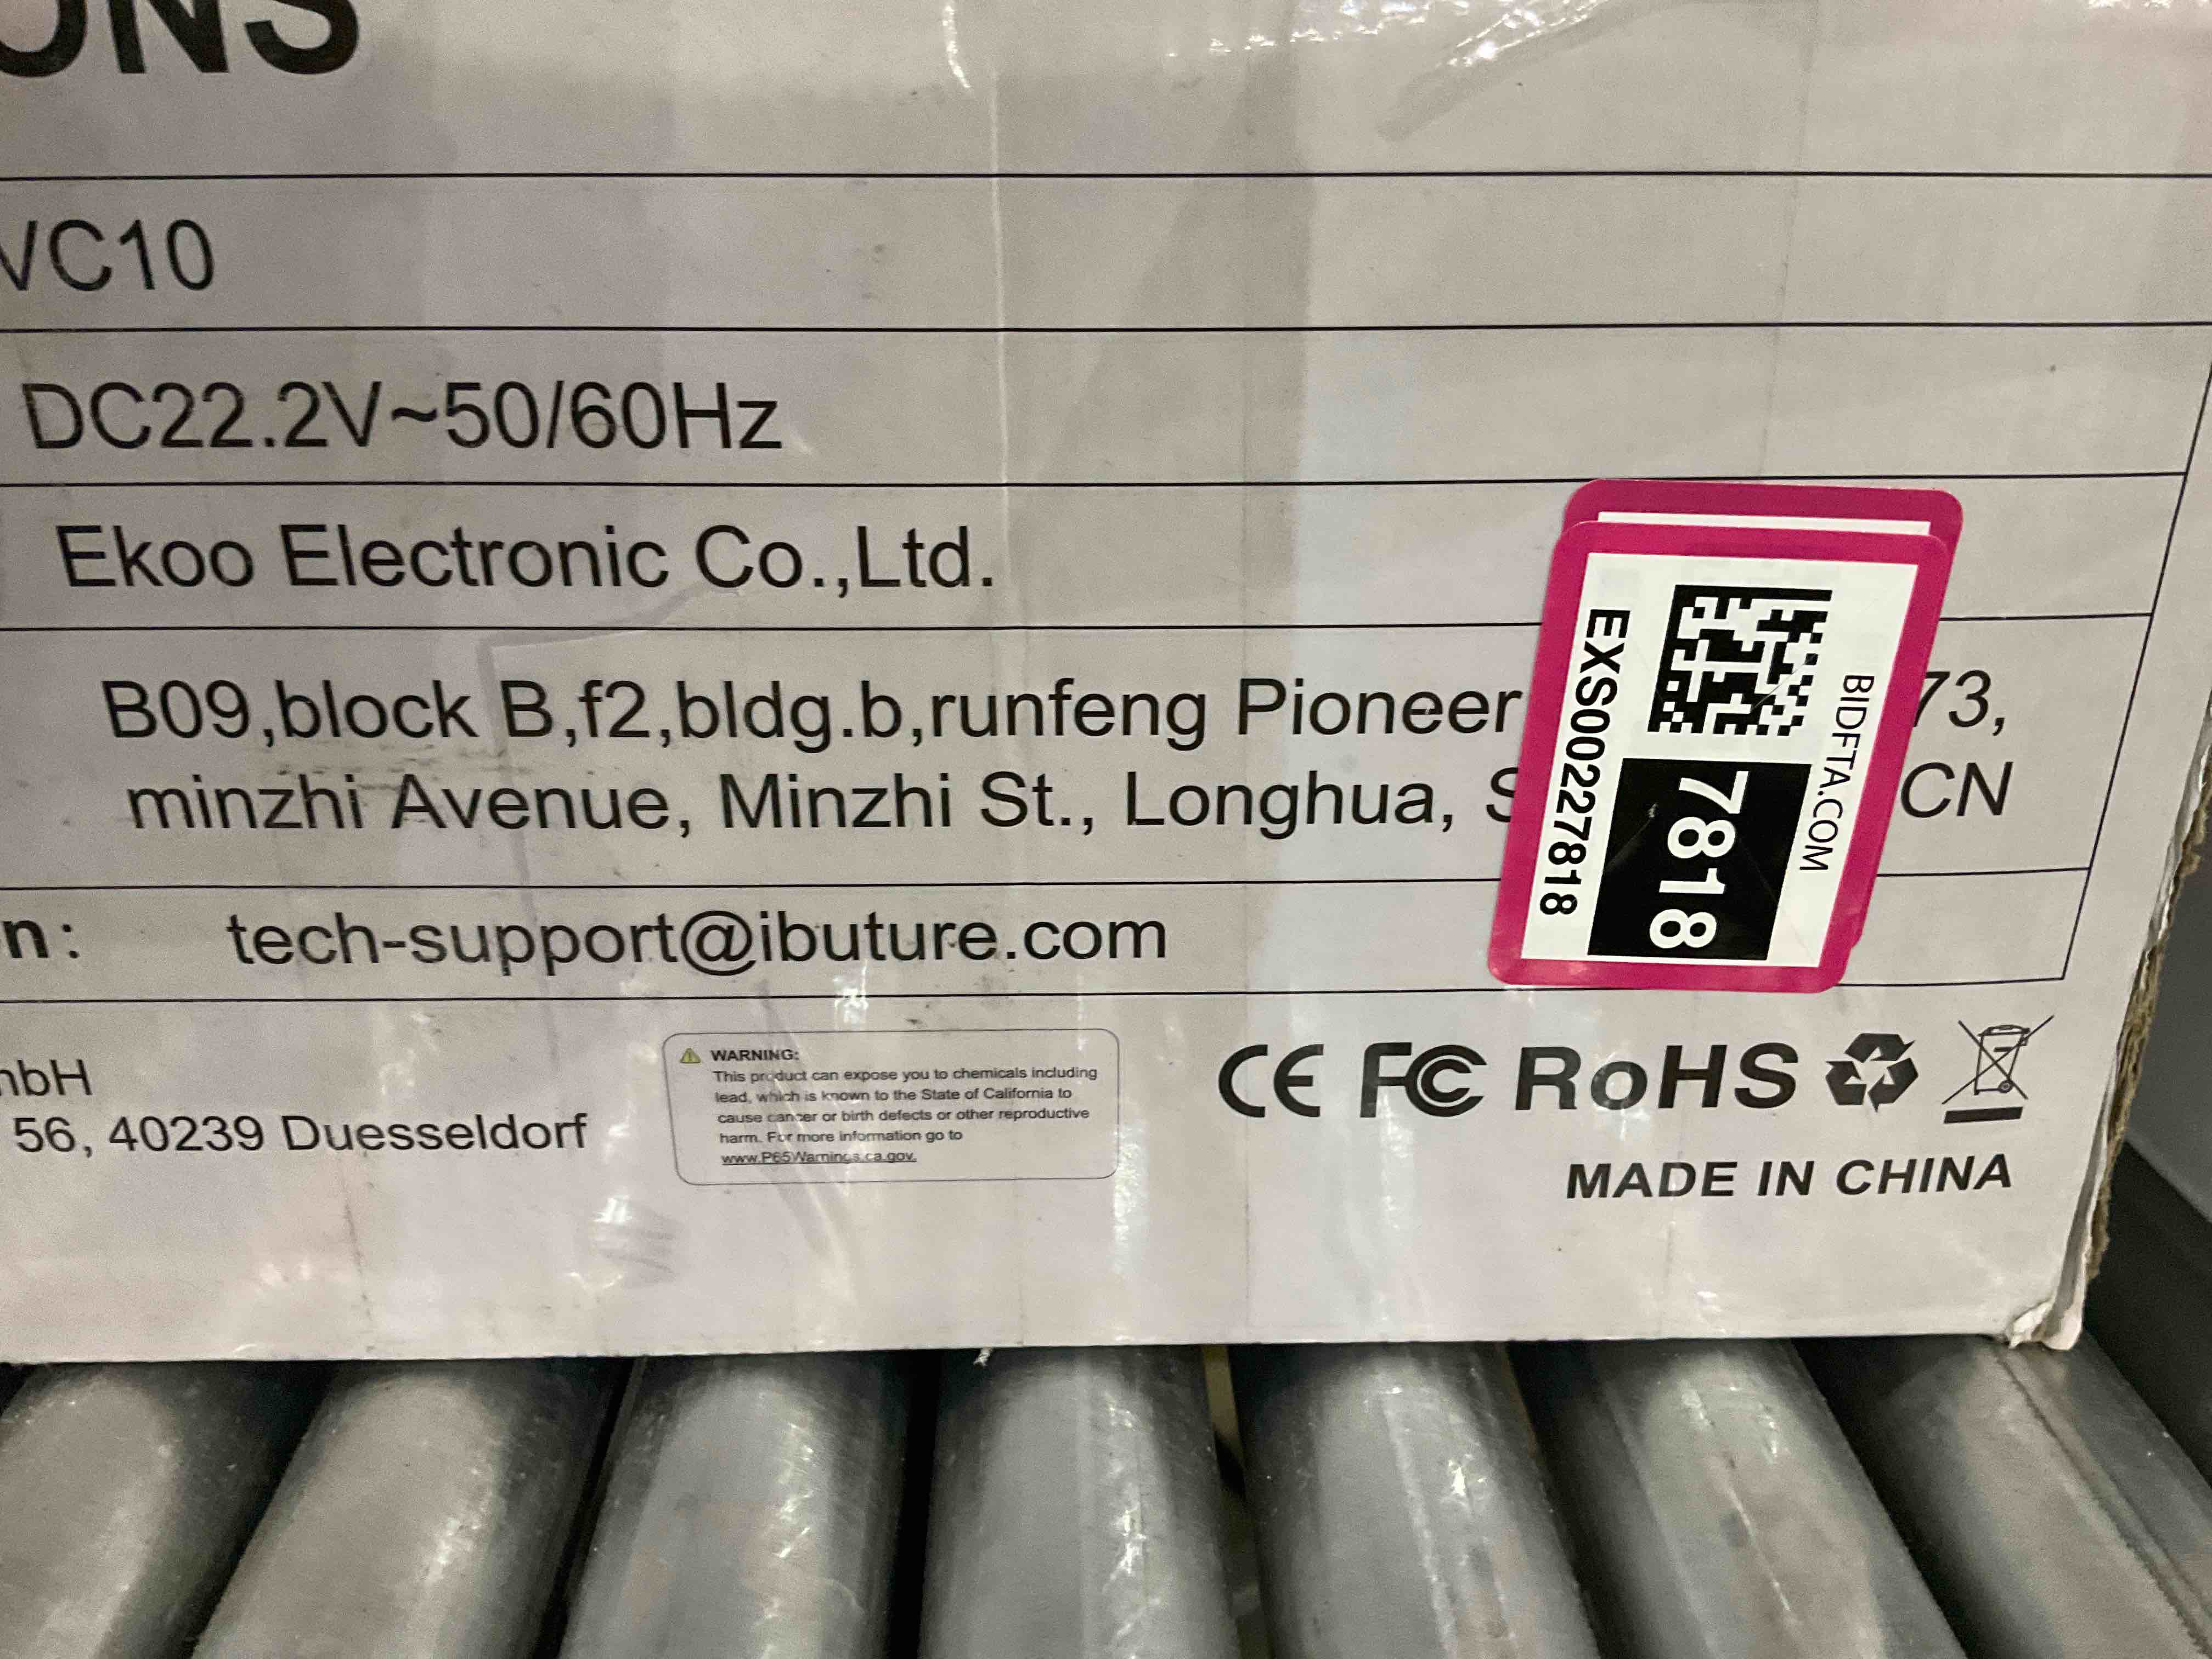 ONS
VC10
DC22.2V~50/60Hz
Ekoo Electronic Co.,Ltd.
B09,block B,f2,bldg.b,runfeng Pioneer 73,
minzhi Avenue, Minzhi St., Longhua, S CN
n: tech-support@ibuture.com
mbH
56, 40239 Duesseldorf
WARNING:
This product can expose you to chemicals including
lead, which is known to the State of California to
cause cancer or birth defects or other reproductive
harm. For more information go to
www.P65Warnings.ca.gov.
CE FC RoHS
MADE IN CHINA
BIDFTA.COM
7818
EXS00227818